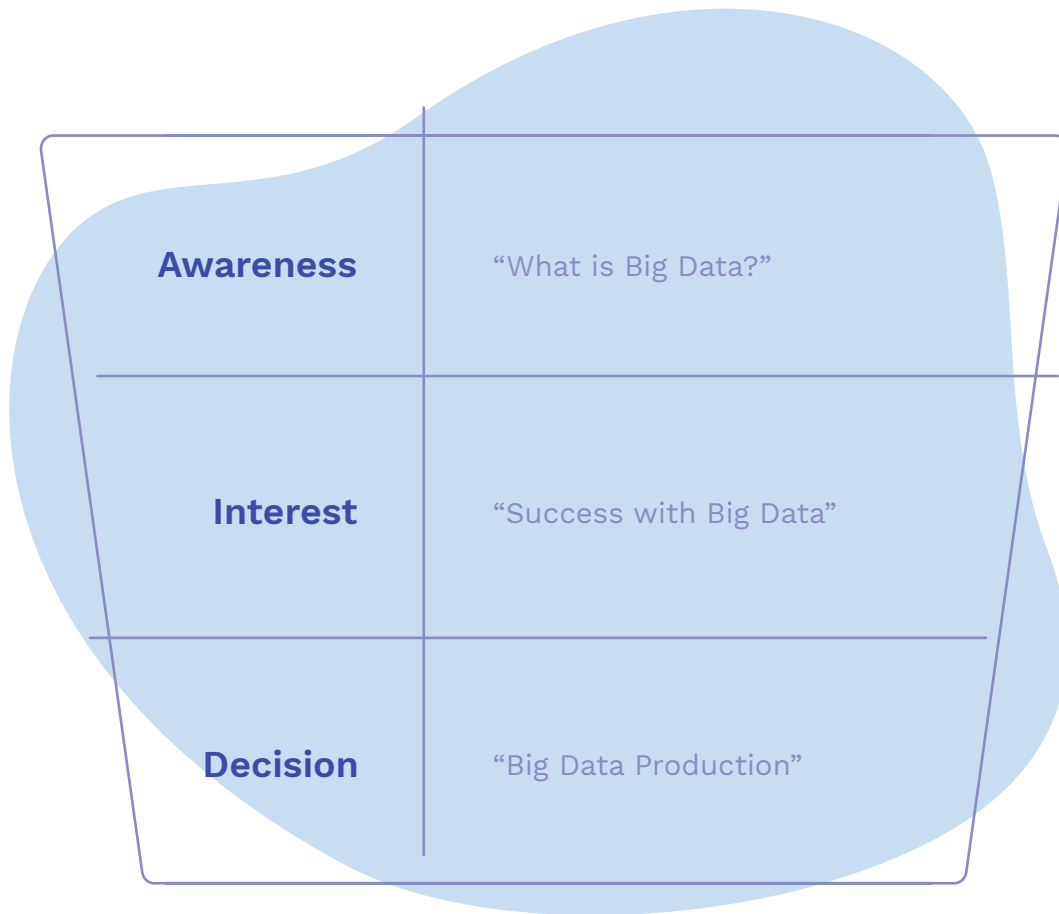 Awareness
“What is Big Data?”
Interest
“Success with Big Data”
Decision
“Big Data Production”